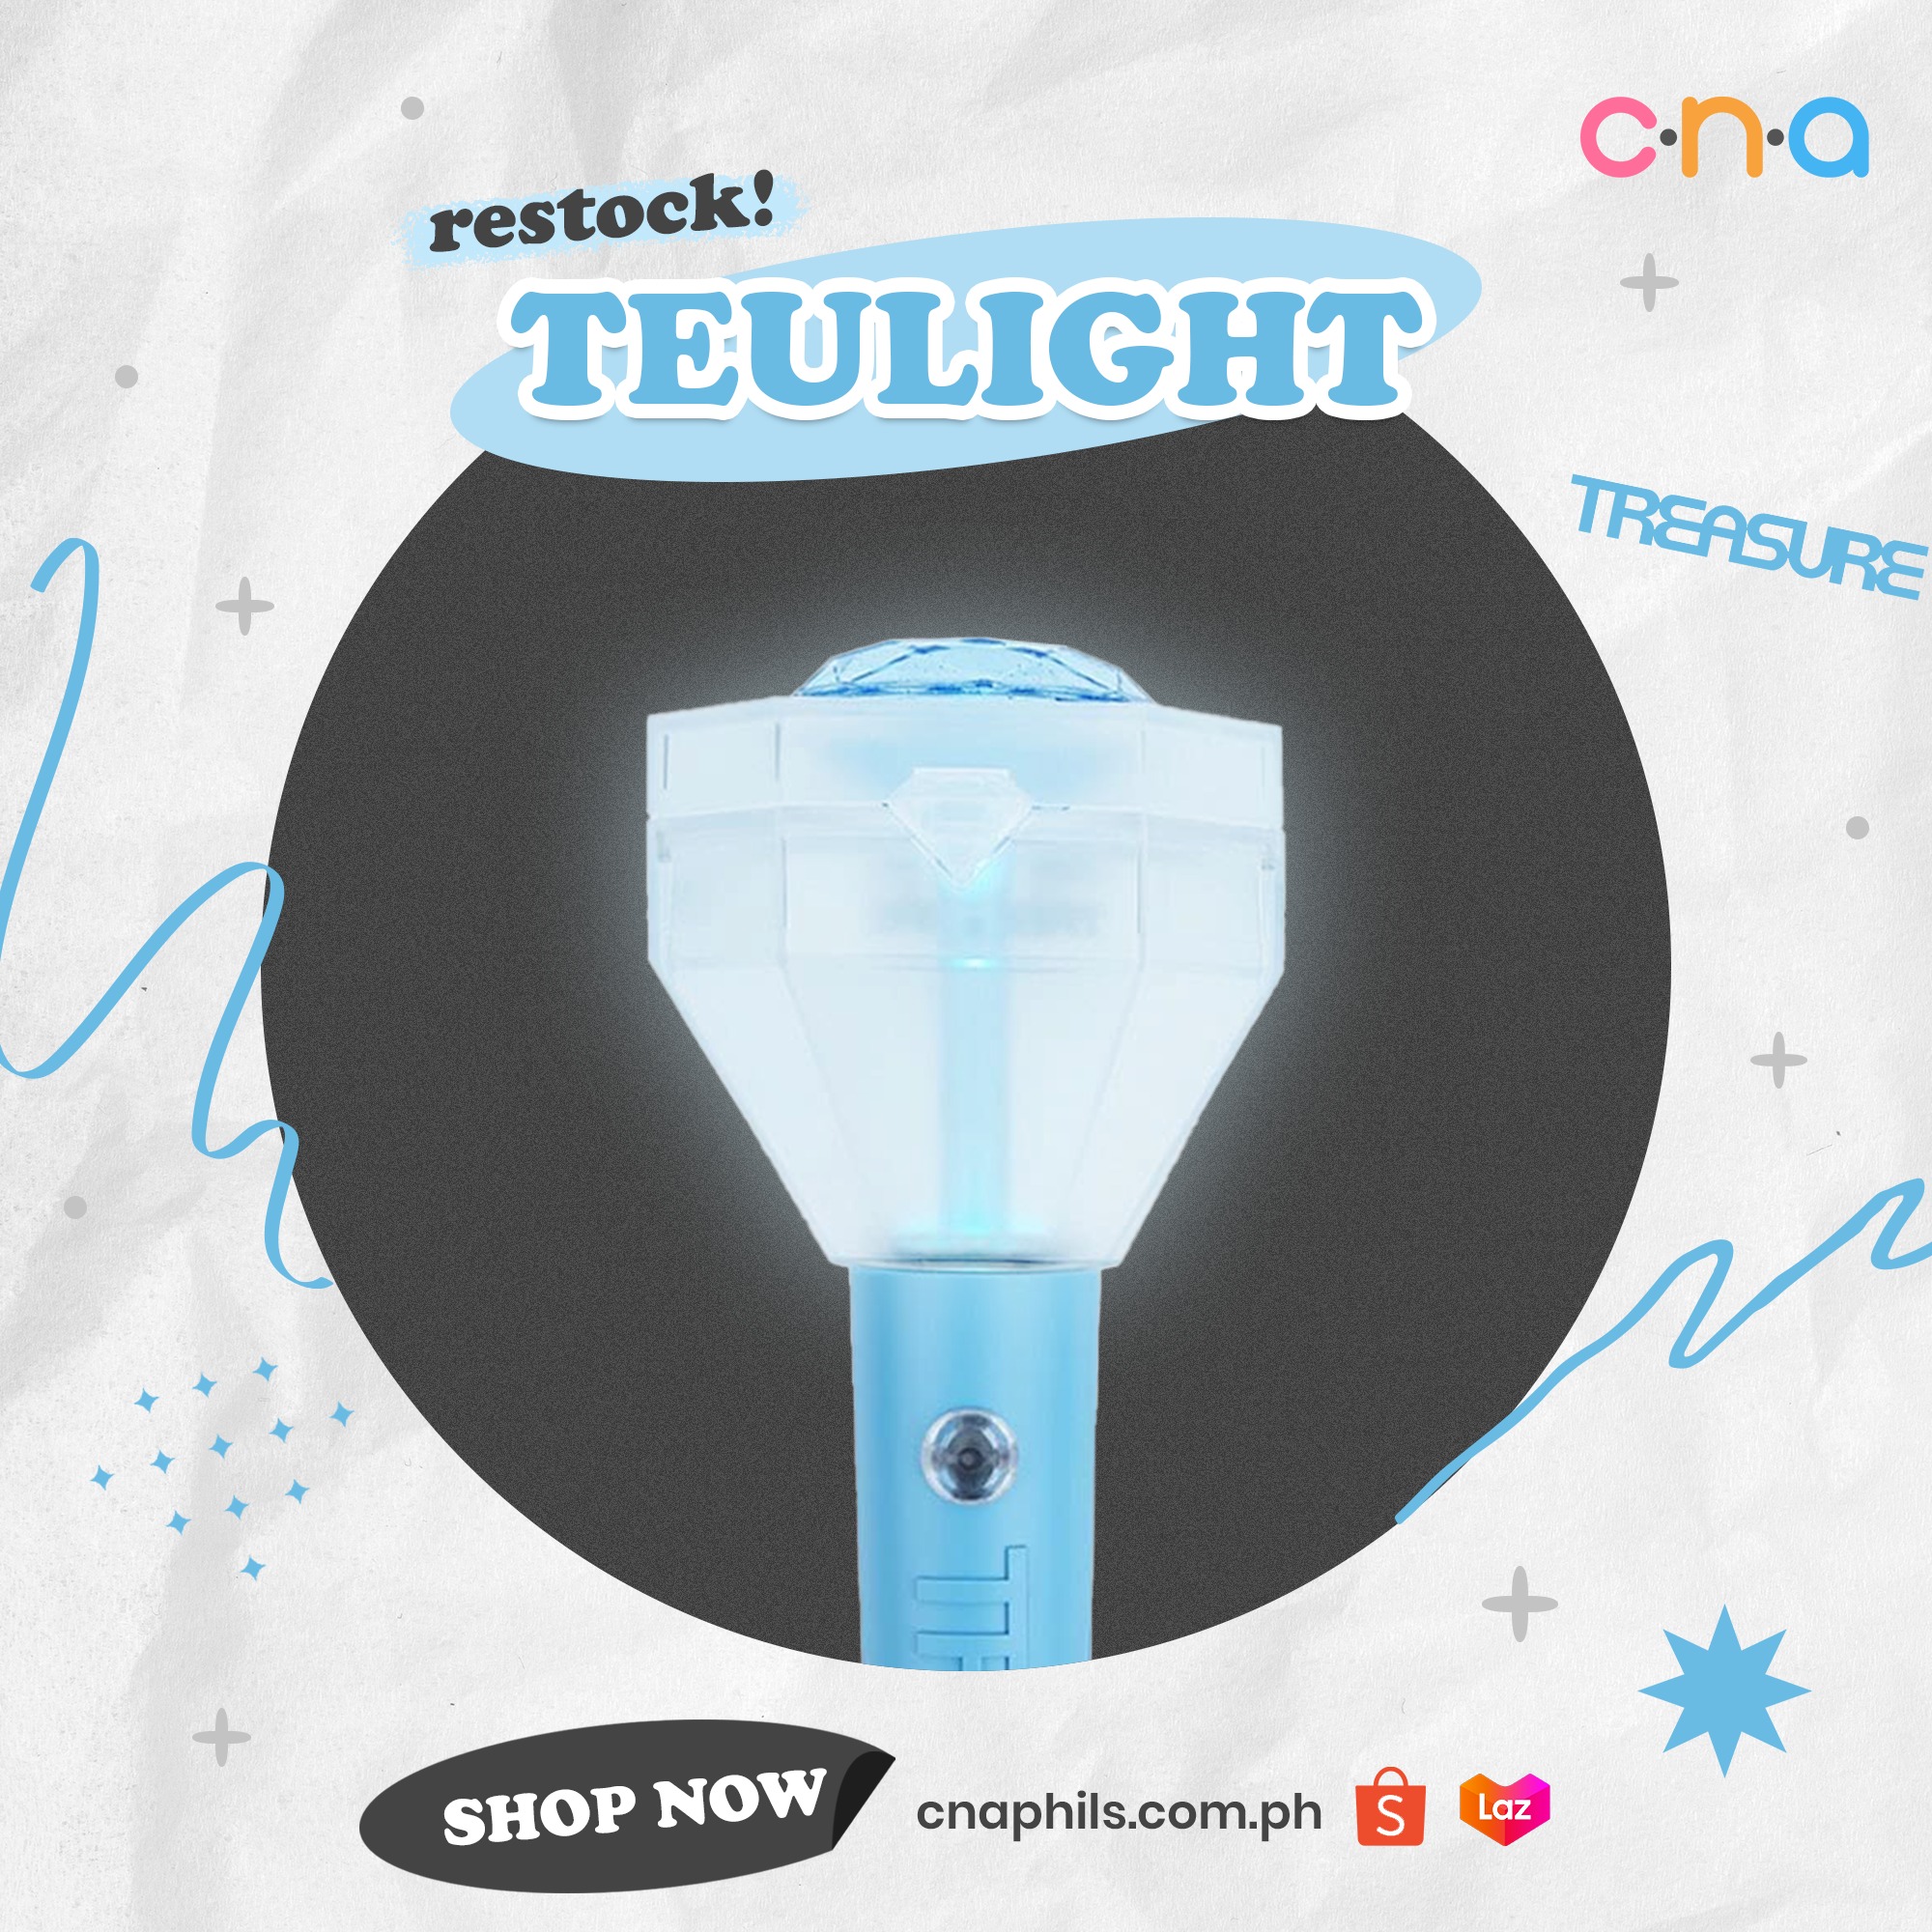 c·n·a
restock!
TEULIGHT
TREASURE
SHOP NOW
cnaphils.com.ph
S
Laz